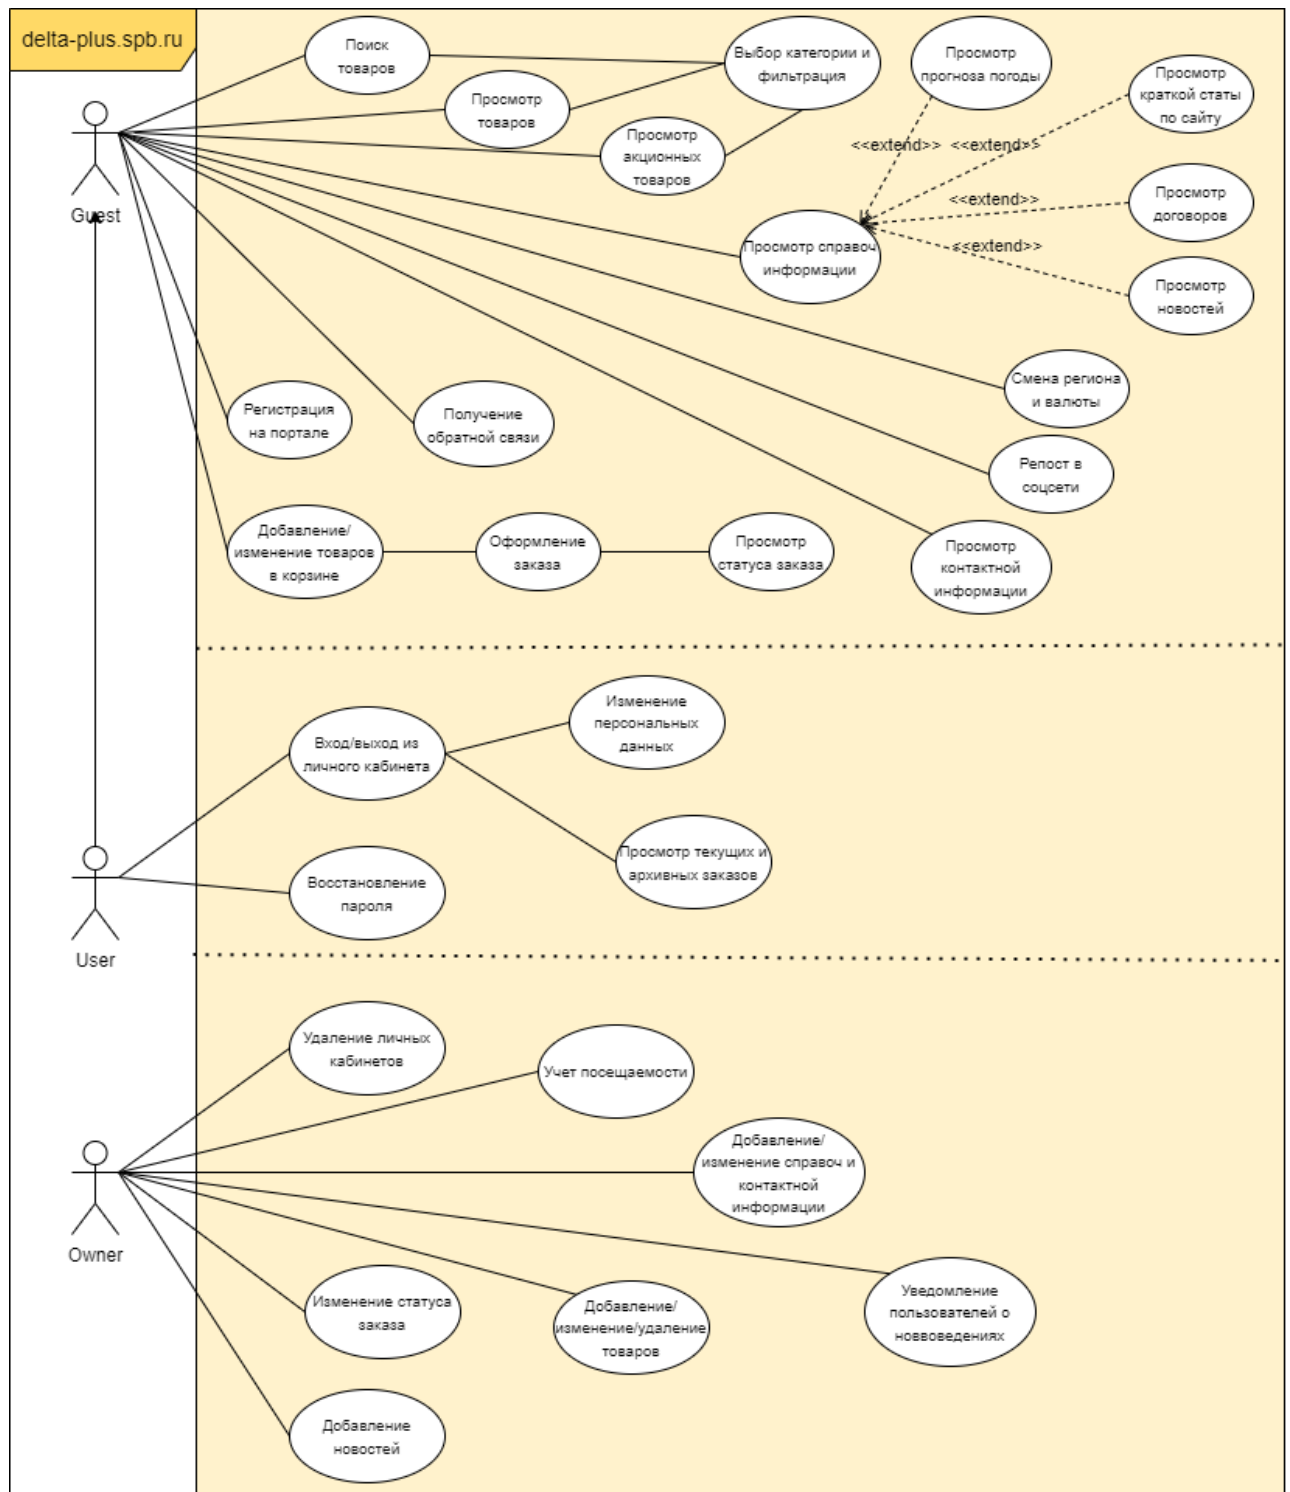 delta-plus.spb.ru
Поиск
товаров
Выбор категории и
фильтрация
Просмотр
прогноза погоды
Просмотр
краткой статы
по сайту
Просмотр
товаров
Просмотр
акционных
товаров
<<extend>>
<<extend>>
<<extend>>
<<extend>>
Просмотр
договоров
Guest
Просмотр справоч
информации
Просмотр
новостей
Смена региона
и валюты
Регистрация
на портале
Получение
обратной связи
Репост в
соцсети
Добавление/
изменение товаров
в корзине
Оформление
заказа
Просмотр
статуса заказа
Просмотр
контактной
информации
Изменение
персональных
данных
Вход/выход из
личного кабинета
Просмотр текущих и
архивных заказов
Восстановление
пароля
User
Удаление личных
кабинетов
Учет посещаемости
Добавление/
изменение справоч и
контактной
информации
Owner
Изменение статуса
заказа
Добавление/
изменение/удаление
товаров
Уведомление
пользователей о
нововведениях
Добавление
новостей